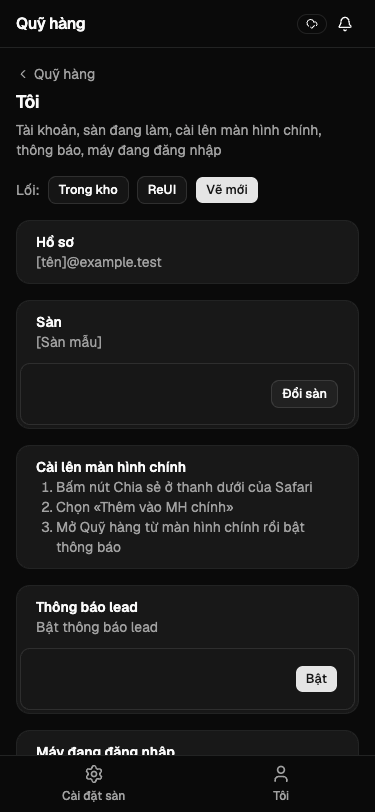 Quỹ hàng
Quỹ hàng
Tôi
Tài khoản, sàn đang làm, cài lên màn hình chính,
thông báo, máy đang đăng nhập
Lối: Trong kho ReUI Vẽ mới
Hồ sơ
[tên]@example.test
Sàn
[Sàn mẫu]
Đổi sàn
Cài lên màn hình chính
1. Bấm nút Chia sẻ ở thanh dưới của Safari
2. Chọn «Thêm vào MH chính»
3. Mở Quỹ hàng từ màn hình chính rồi bật
thông báo
Thông báo lead
Bật thông báo lead
Bật
Máy đang đăng nhập
Cài đặt sàn Tôi